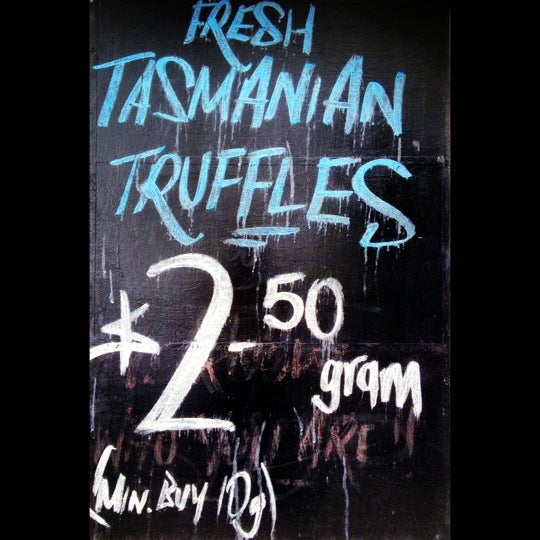 FRESH
TASMANIAN
TRUFFLES
$2-50
gram
(MIN. BUY 10g)